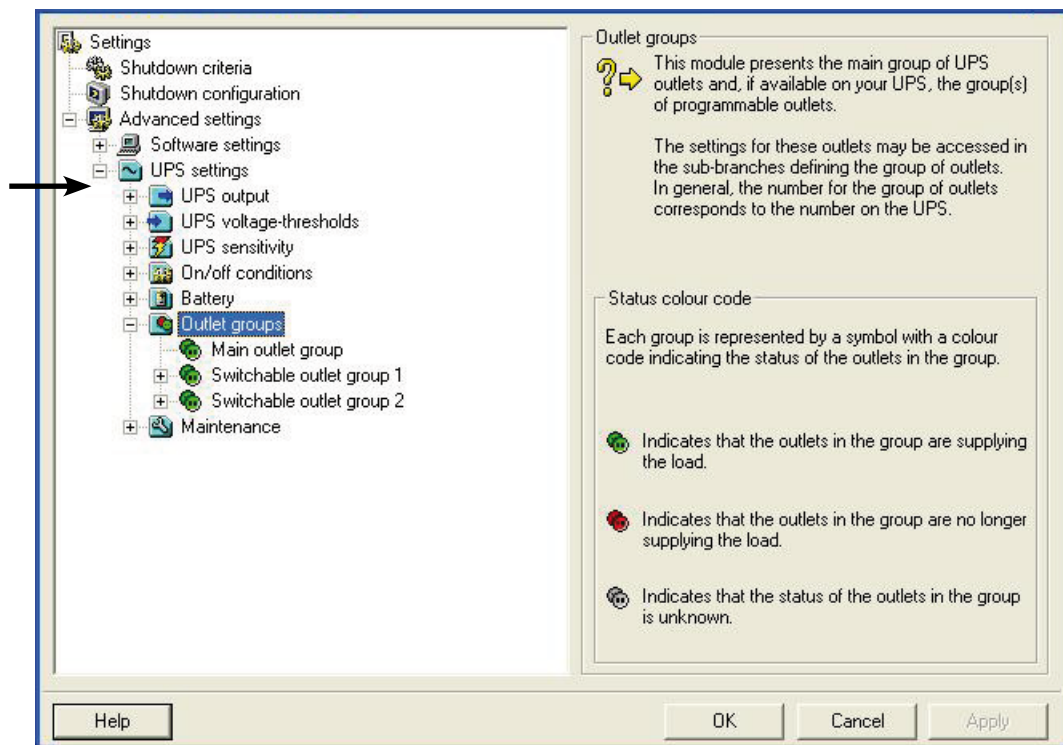 Settings
Shutdown criteria
Shutdown configuration
Advanced settings
Software settings
UPS settings
UPS output
UPS voltage-thresholds
UPS sensitivity
On/off conditions
Battery
Outlet groups
Main outlet group
Switchable outlet group 1
Switchable outlet group 2
Maintenance
Outlet groups
This module presents the main group of UPS
outlets and, if available on your UPS, the group(s)
of programmable outlets.
The settings for these outlets may be accessed in
the sub-branches defining the group of outlets.
In general, the number for the group of outlets
corresponds to the number on the UPS.
Status colour code
Each group is represented by a symbol with a colour
code indicating the status of the outlets in the group.
Indicates that the outlets in the group are supplying
the load.
Indicates that the outlets in the group are no longer
supplying the load.
Indicates that the status of the outlets in the group
is unknown.
Help
OK
Cancel
Apply